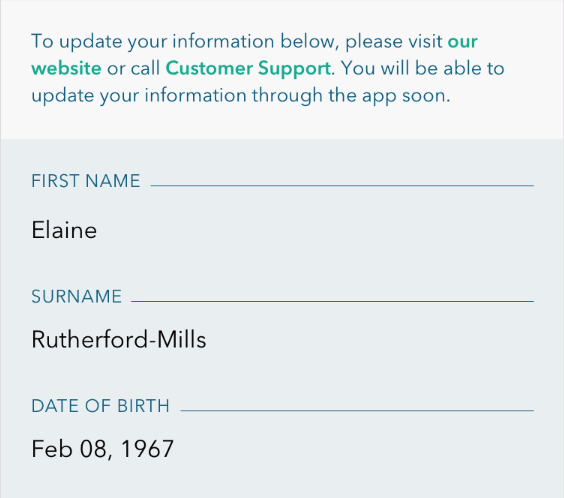 To update your information below, please visit our
website or call Customer Support. You will be able to
update your information through the app soon.
FIRST NAME
Elaine
SURNAME
Rutherford-Mills
DATE OF BIRTH
Feb 08, 1967